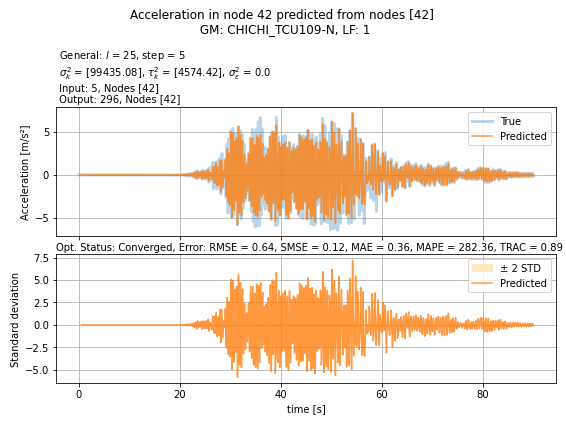 Acceleration in node 42 predicted from nodes [42]
GM: CHICHI_TCU109-N, LF: 1
General: l = 25, step = 5
σ²ₖ = [99435.08], τ²ₖ = [4574.42], σ²ₑ = 0.0
Input: 5, Nodes [42]
Output: 296, Nodes [42]
True
Predicted
Acceleration [m/s²]
5
0
−5
Opt. Status: Converged, Error: RMSE = 0.64, SMSE = 0.12, MAE = 0.36, MAPE = 282.36, TRAC = 0.89
± 2 STD
Predicted
Standard deviation
7.5
5.0
2.5
0.0
−2.5
−5.0
0 20 40 60 80
time [s]